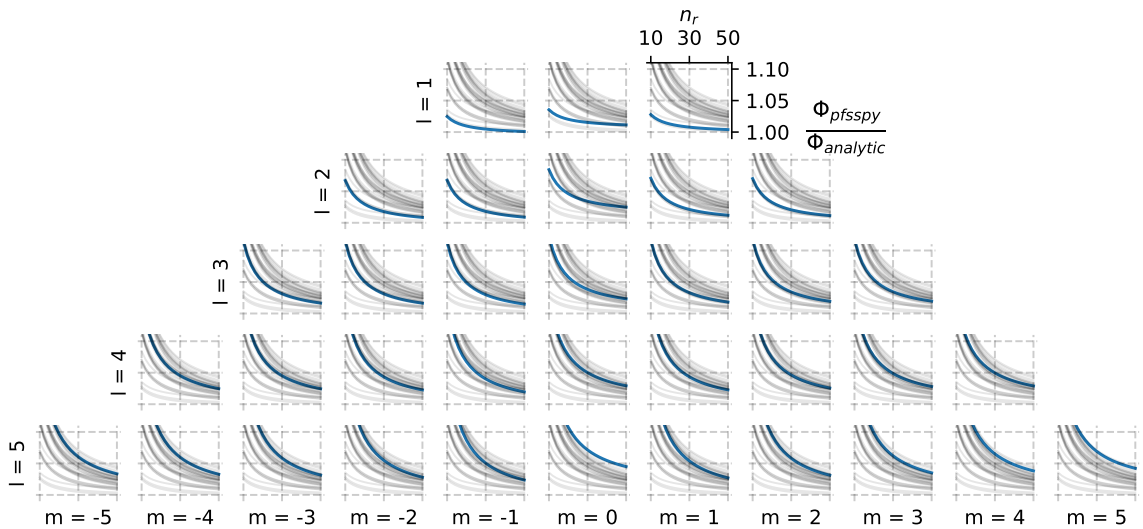 n_r
10 30 50
1.10
1.05
1.00
Φ_pfsspy
Φ_analytic
l = 1
l = 2
l = 3
l = 4
l = 5
m = -5 m = -4 m = -3 m = -2 m = -1 m = 0 m = 1 m = 2 m = 3 m = 4 m = 5